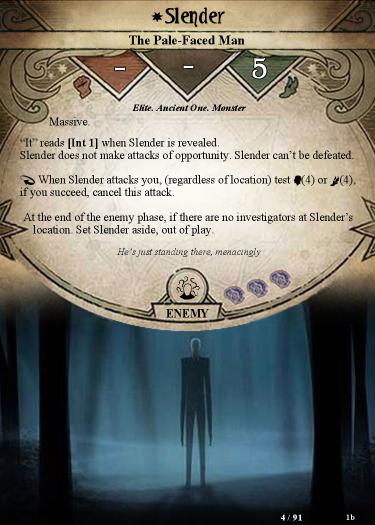 *Slender
The Pale-Faced Man
- - 5
Elite. Ancient One. Monster
Massive.
“It” reads [Int 1] when Slender is revealed.
Slender does not make attacks of opportunity. Slender can't be defeated.
When Slender attacks you, (regardless of location) test (4) or (4),
if you succeed, cancel this attack.
At the end of the enemy phase, if there are no investigators at Slender's
location. Set Slender aside, out of play.
He's just standing there, menacingly
ENEMY
4 / 91 1b